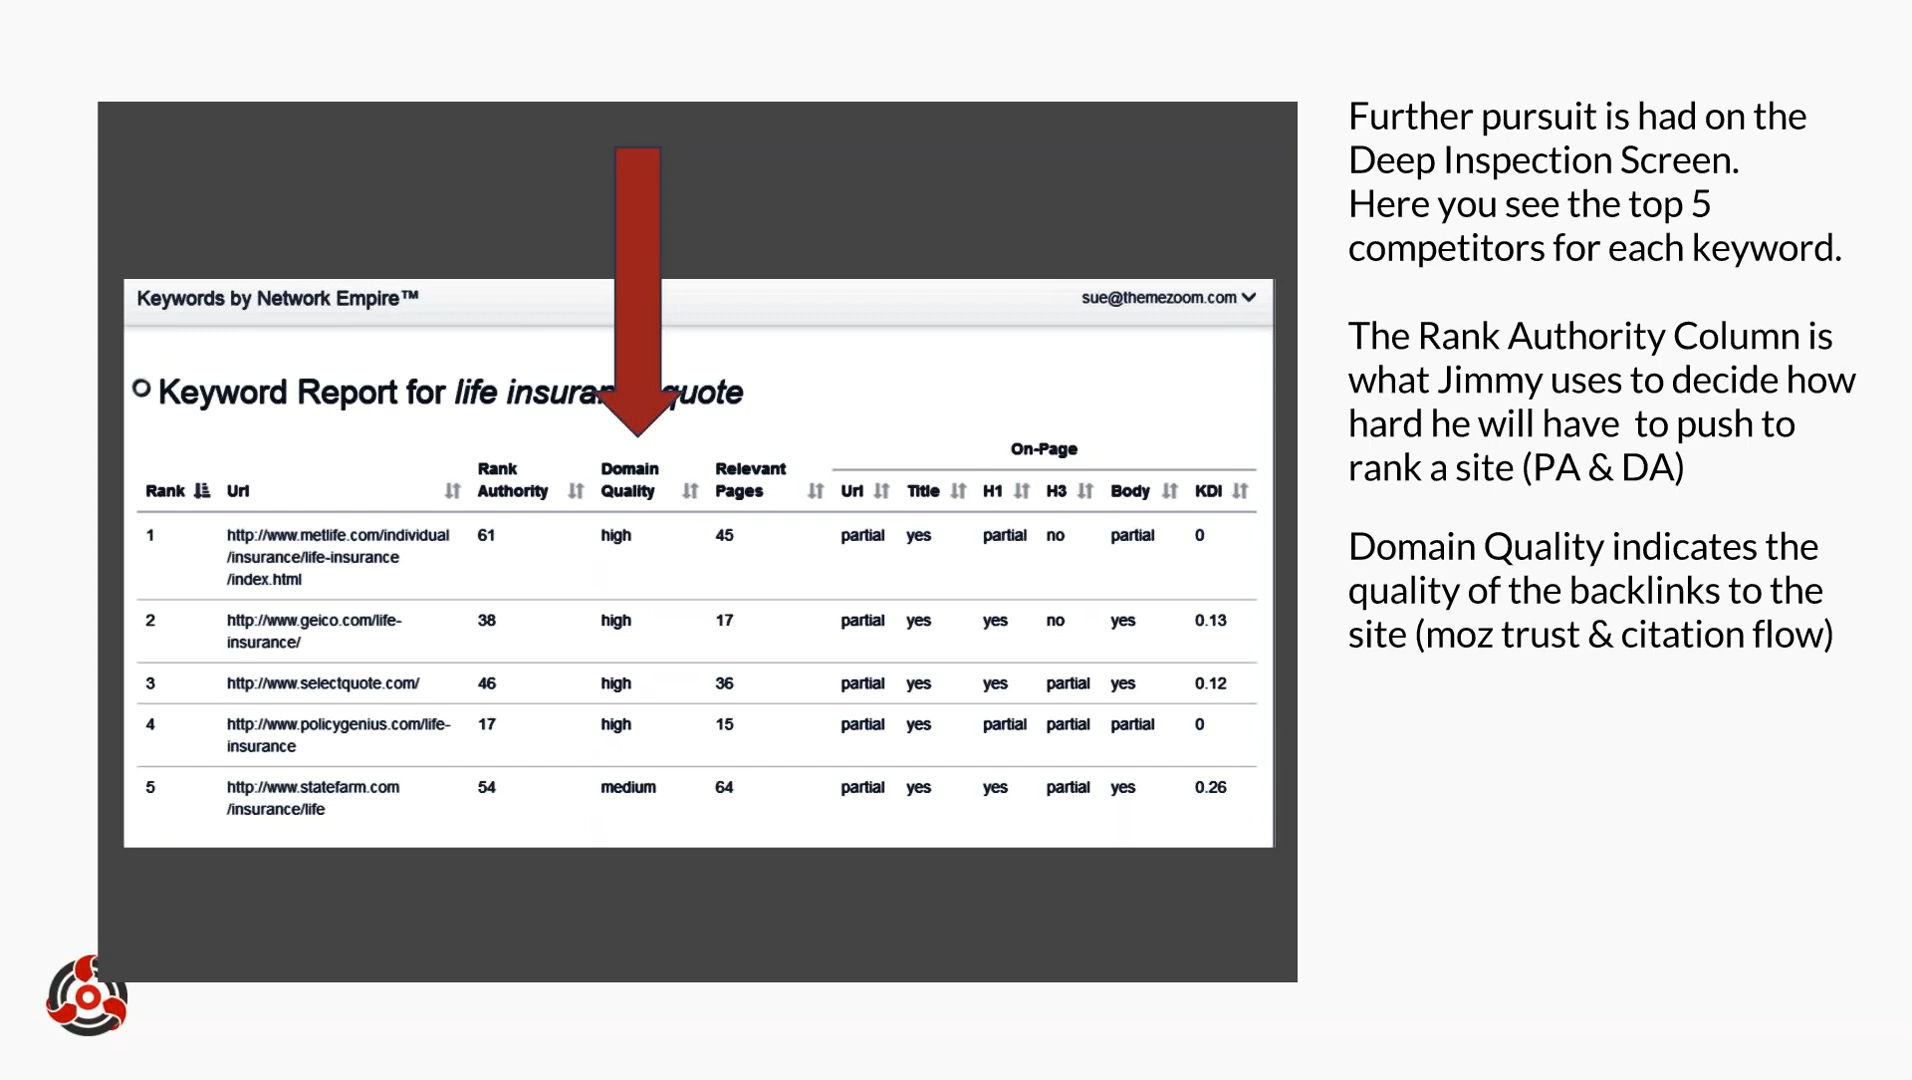 Further pursuit is had on the
Deep Inspection Screen.
Here you see the top 5
competitors for each keyword.
The Rank Authority Column is
what Jimmy uses to decide how
hard he will have  to push to
rank a site (PA & DA)
Domain Quality indicates the
quality of the backlinks to the
site (moz trust & citation flow)
Keywords by Network Empire™ sue@themezoom.com
Keyword Report for life insurance quote
On-Page
Rank Url Rank Authority Domain Quality Relevant Pages Url Title H1 H3 Body KDI
1 http://www.metlife.com/individual 61 high 45 partial yes partial no partial 0
/insurance/life-insurance
/index.html
2 http://www.geico.com/life- 38 high 17 partial yes yes no yes 0.13
insurance/
3 http://www.selectquote.com/ 46 high 36 partial yes yes partial yes 0.12
4 http://www.policygenius.com/life- 17 high 15 partial yes partial partial partial 0
insurance
5 http://www.statefarm.com 54 medium 64 partial yes yes partial yes 0.26
/insurance/life